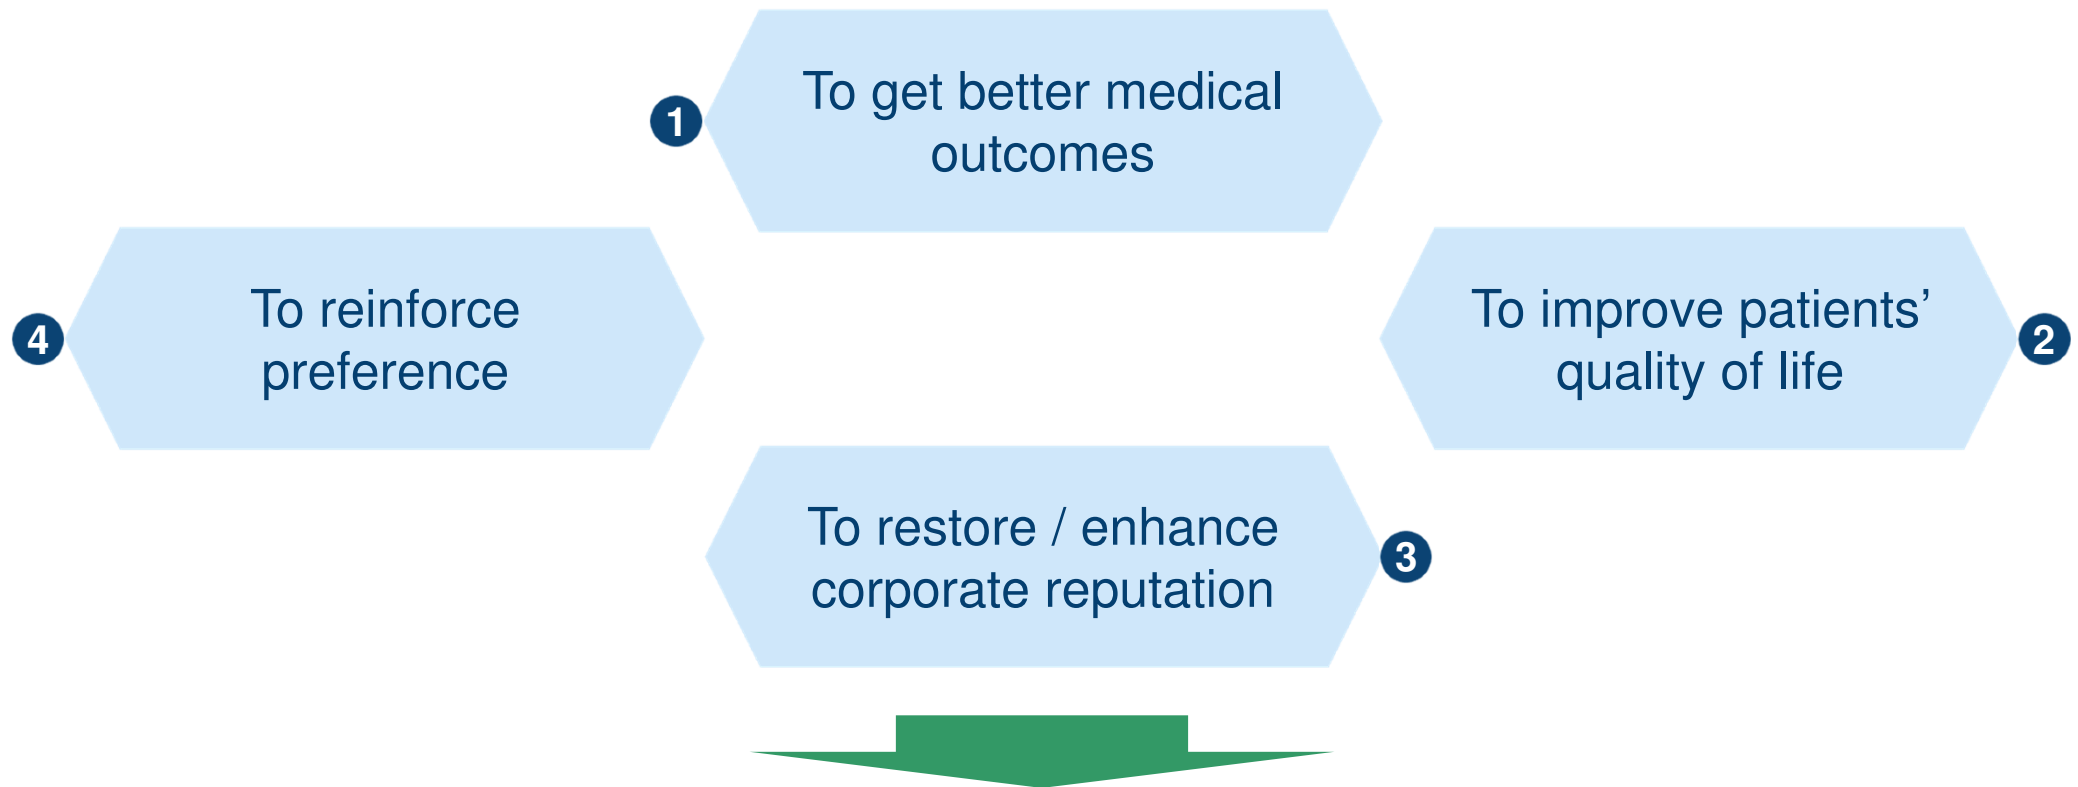 1
To get better medical
outcomes
4
To reinforce
preference
To improve patients’
quality of life
2
To restore / enhance
corporate reputation
3